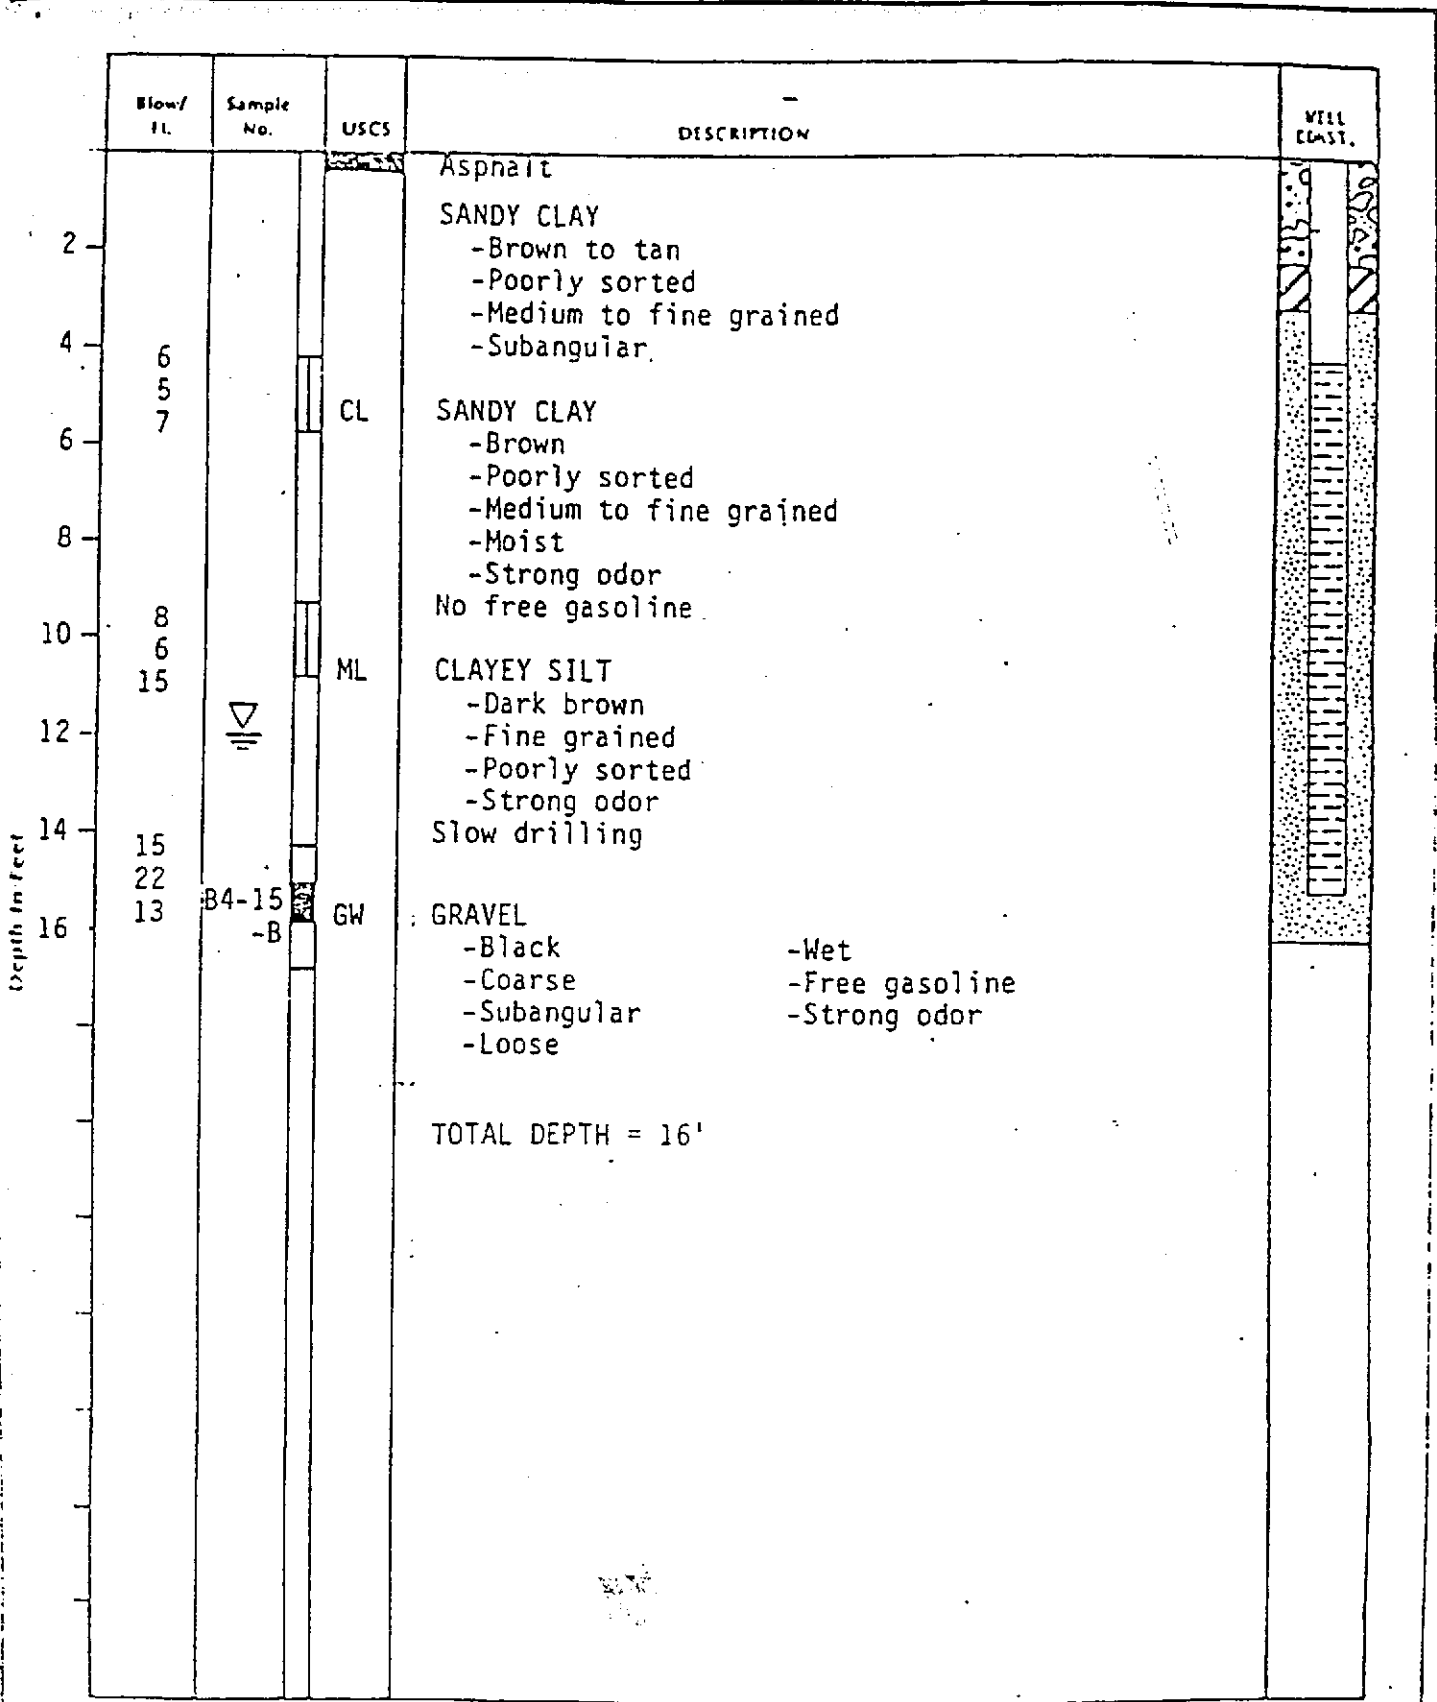 Blow/ Ft.
Sample No.
USCS
DESCRIPTION
WELL CONST.
Asphalt
SANDY CLAY
2
-Brown to tan
-Poorly sorted
-Medium to fine grained
4
-Subangular
6
5
7
CL
SANDY CLAY
6
-Brown
-Poorly sorted
-Medium to fine grained
8
-Moist
-Strong odor
No free gasoline
8
10
6
15
ML
CLAYEY SILT
-Dark brown
12
-Fine grained
-Poorly sorted
-Strong odor
14
Slow drilling
15
22
13
B4-15
-B
GW
GRAVEL
16
-Black
-Wet
-Coarse
-Free gasoline
-Subangular
-Strong odor
-Loose
Depth In Feet
TOTAL DEPTH = 16'